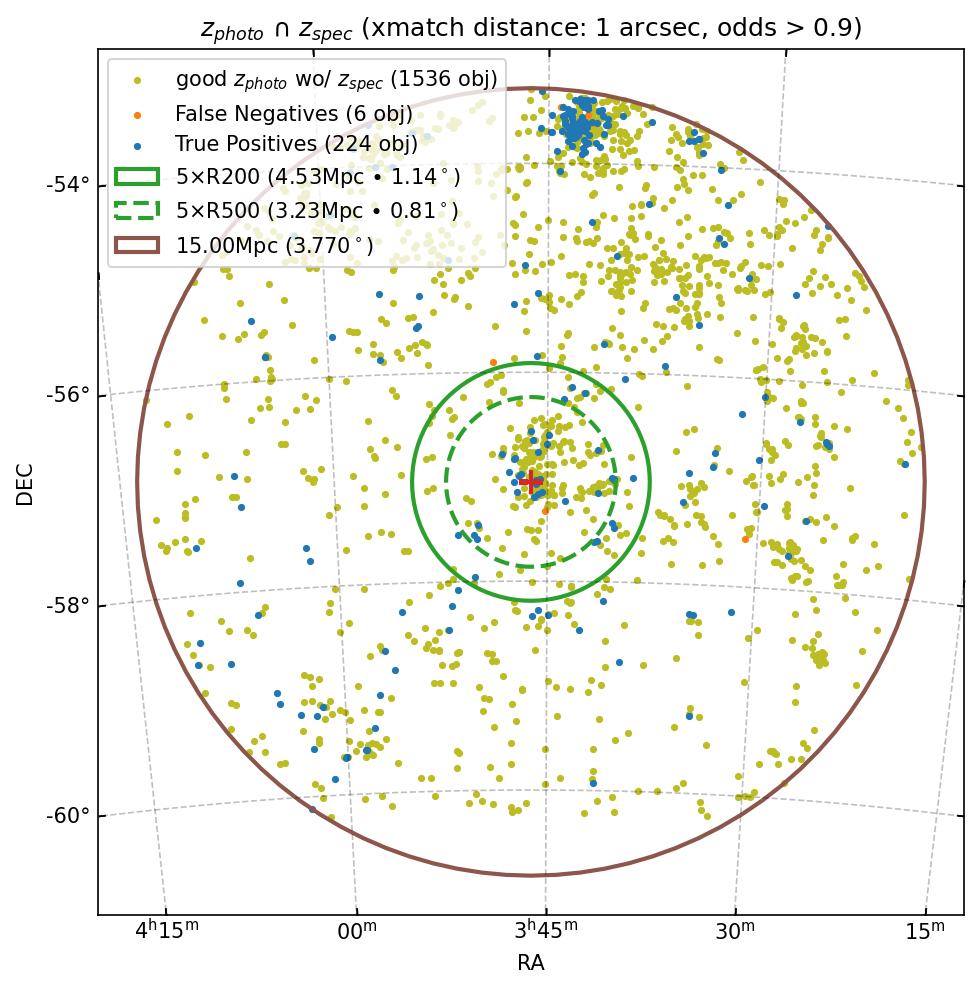 z_photo ∩ z_spec (xmatch distance: 1 arcsec, odds > 0.9)
good z_photo wo/ z_spec (1536 obj)
False Negatives (6 obj)
True Positives (224 obj)
5×R200 (4.53Mpc • 1.14°)
5×R500 (3.23Mpc • 0.81°)
15.00Mpc (3.770°)
-54°
-56°
-58°
-60°
DEC
4ʰ15ᵐ 00ᵐ 3ʰ45ᵐ 30ᵐ 15ᵐ
RA